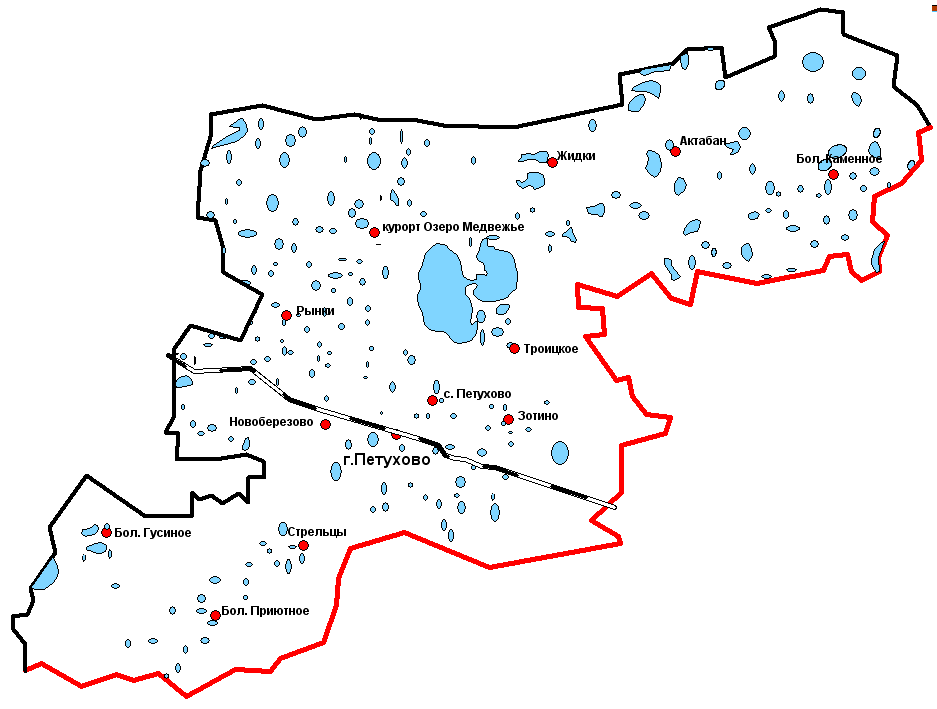 Актабан
Жидки
Бол. Каменное
курорт Озеро Медвежье
Рынки
Троицкое
с. Петухово
Зотино
Новоберезово
г.Петухово
Бол. Гусиное
Стрельцы
Бол. Приютное